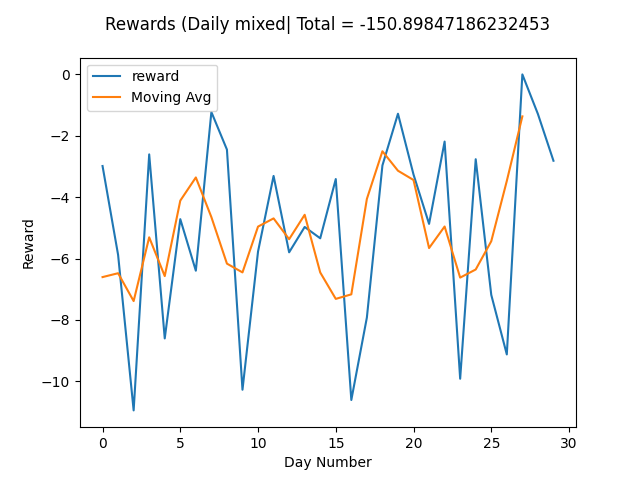 Rewards (Daily mixed| Total = -150.89847186232453
reward
Moving Avg
0
−2
−4
−6
−8
−10
Reward
0 5 10 15 20 25 30
Day Number